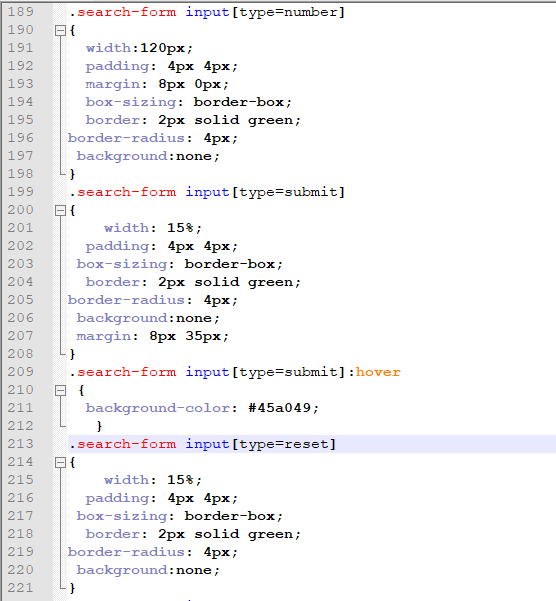 189 .search-form input[type=number]
190 {
191 width:120px;
192 padding: 4px 4px;
193 margin: 8px 0px;
194 box-sizing: border-box;
195 border: 2px solid green;
196 border-radius: 4px;
197 background:none;
198 }
199 .search-form input[type=submit]
200 {
201 width: 15%;
202 padding: 4px 4px;
203 box-sizing: border-box;
204 border: 2px solid green;
205 border-radius: 4px;
206 background:none;
207 margin: 8px 35px;
208 }
209 .search-form input[type=submit]:hover
210 {
211 background-color: #45a049;
212 }
213 .search-form input[type=reset]
214 {
215 width: 15%;
216 padding: 4px 4px;
217 box-sizing: border-box;
218 border: 2px solid green;
219 border-radius: 4px;
220 background:none;
221 }